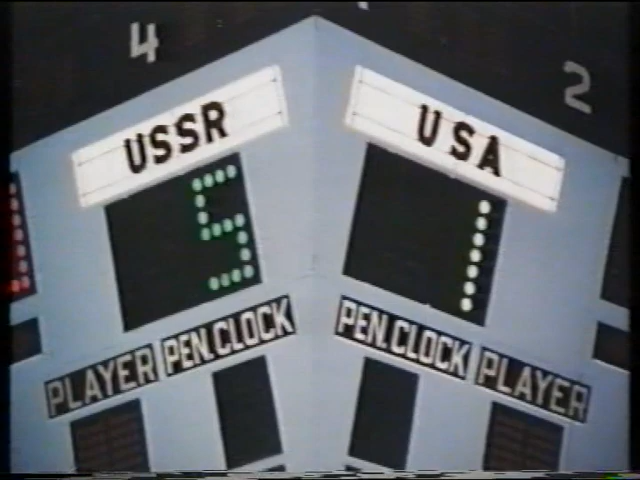 4
2
USSR
USA
5
1
PEN.CLOCK
PEN.CLOCK
PLAYER
PLAYER